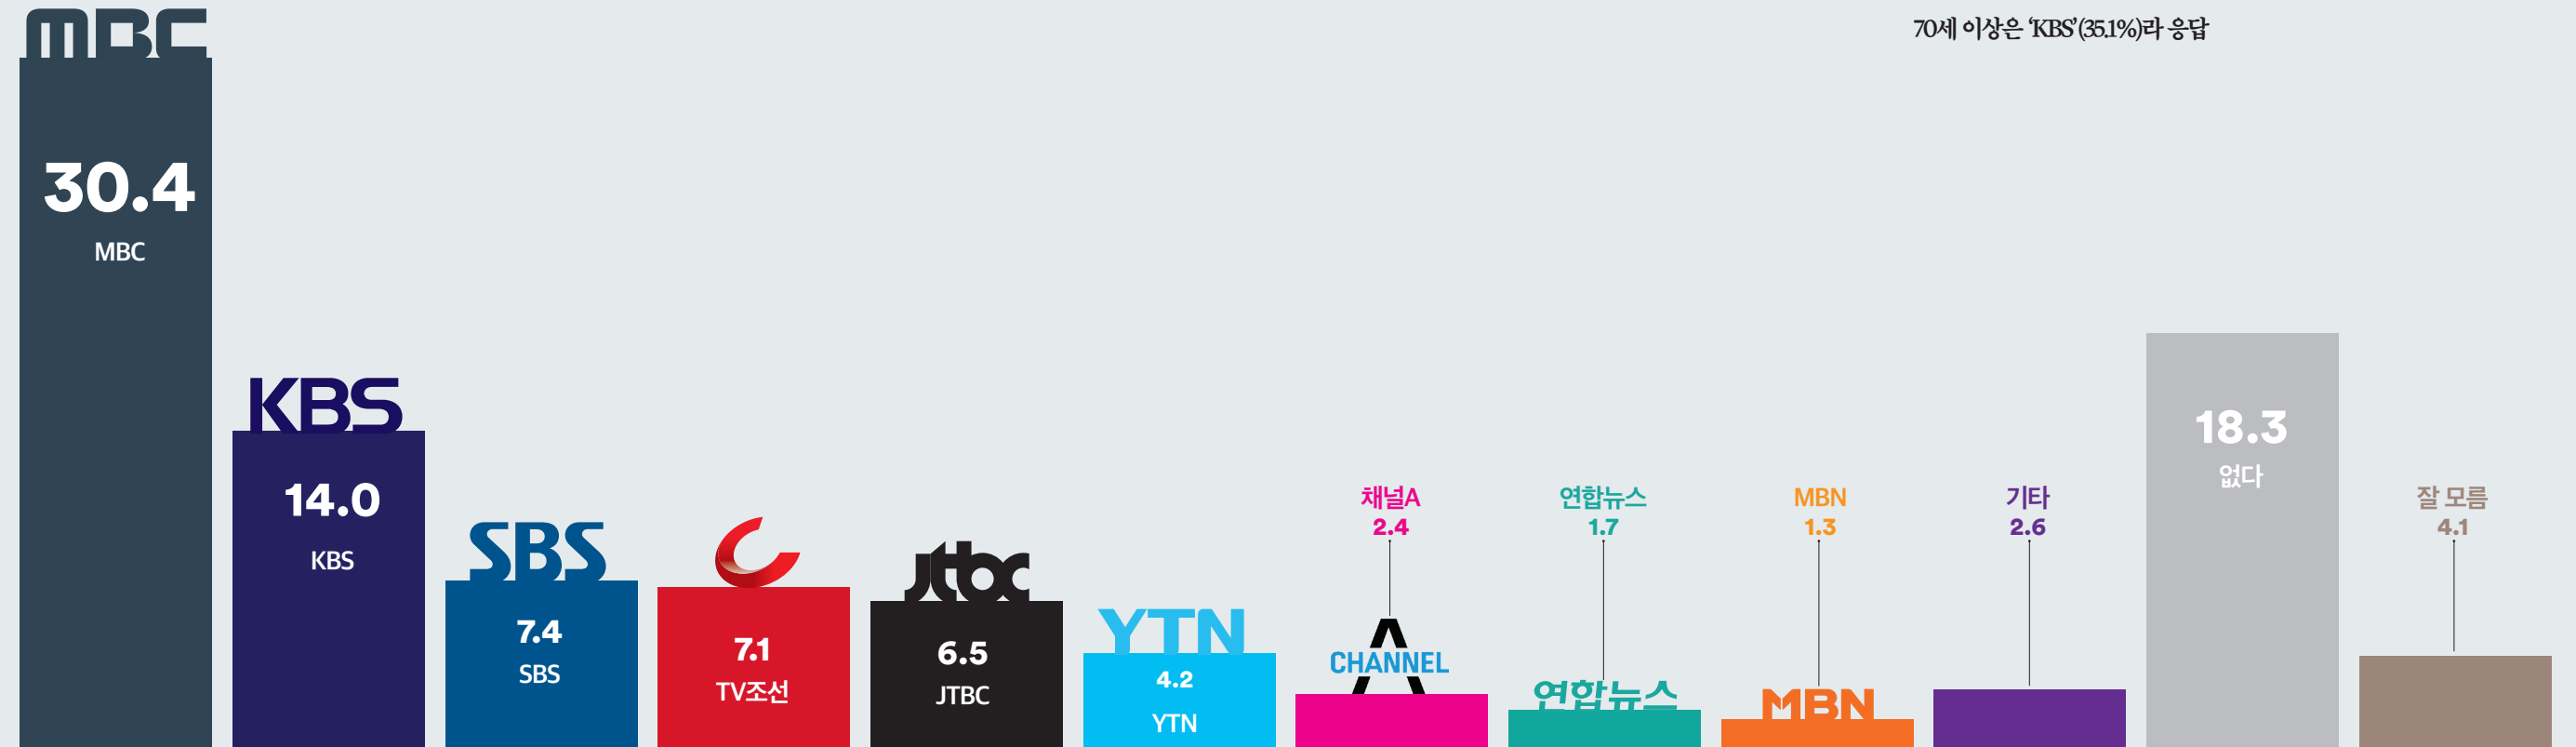 MBC
70세 이상은 ‘KBS’(35.1%)라 응답
30.4
MBC
KBS
14.0
KBS
SBS
7.4
SBS
7.1
TV조선
Jtbc
6.5
JTBC
YTN
4.2
YTN
채널A
2.4
CHANNEL A
연합뉴스
1.7
연합뉴스
MBN
1.3
MBN
기타
2.6
18.3
없다
잘 모름
4.1